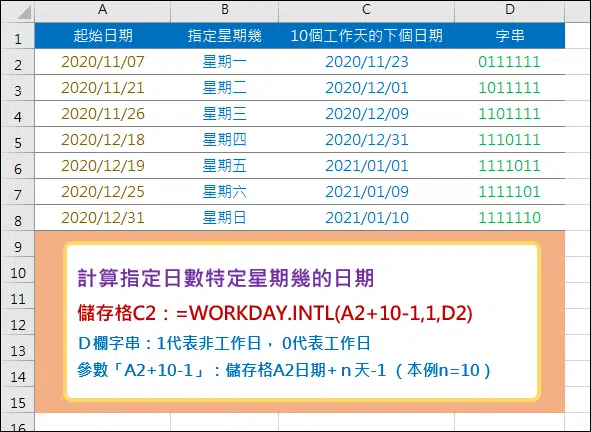 A B C D
1 起始日期 指定星期幾 10個工作天的下個日期 字串
2 2020/11/07 星期一 2020/11/23 0111111
3 2020/11/21 星期二 2020/12/01 1011111
4 2020/11/26 星期三 2020/12/09 1101111
5 2020/12/18 星期四 2020/12/31 1110111
6 2020/12/19 星期五 2021/01/01 1111011
7 2020/12/25 星期六 2021/01/09 1111101
8 2020/12/31 星期日 2021/01/10 1111110
9
10 計算指定日數特定星期幾的日期
11
12 儲存格C2：=WORKDAY.INTL(A2+10-1,1,D2)
13 Ｄ欄字串：1代表非工作日， 0代表工作日
14 參數「A2+10-1」：儲存格A2日期+ｎ天-1 （本例n=10）
15